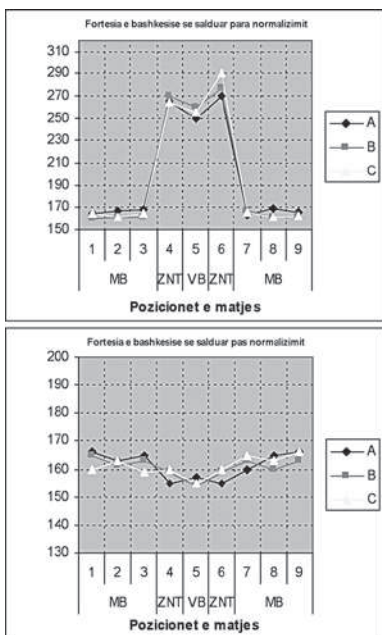 Fortesia e bashkesise se salduar para normalizimit
310
290
270
250
230
210
190
170
150
1 2 3 4 5 6 7 8 9
MB ZNT VB ZNT MB
Pozicionet e matjes
A
B
C
Fortesia e bashkesise se salduar pas normalizimit
200
190
180
170
160
150
140
130
1 2 3 4 5 6 7 8 9
MB ZNT VB ZNT MB
Pozicionet e matjes
A
B
C